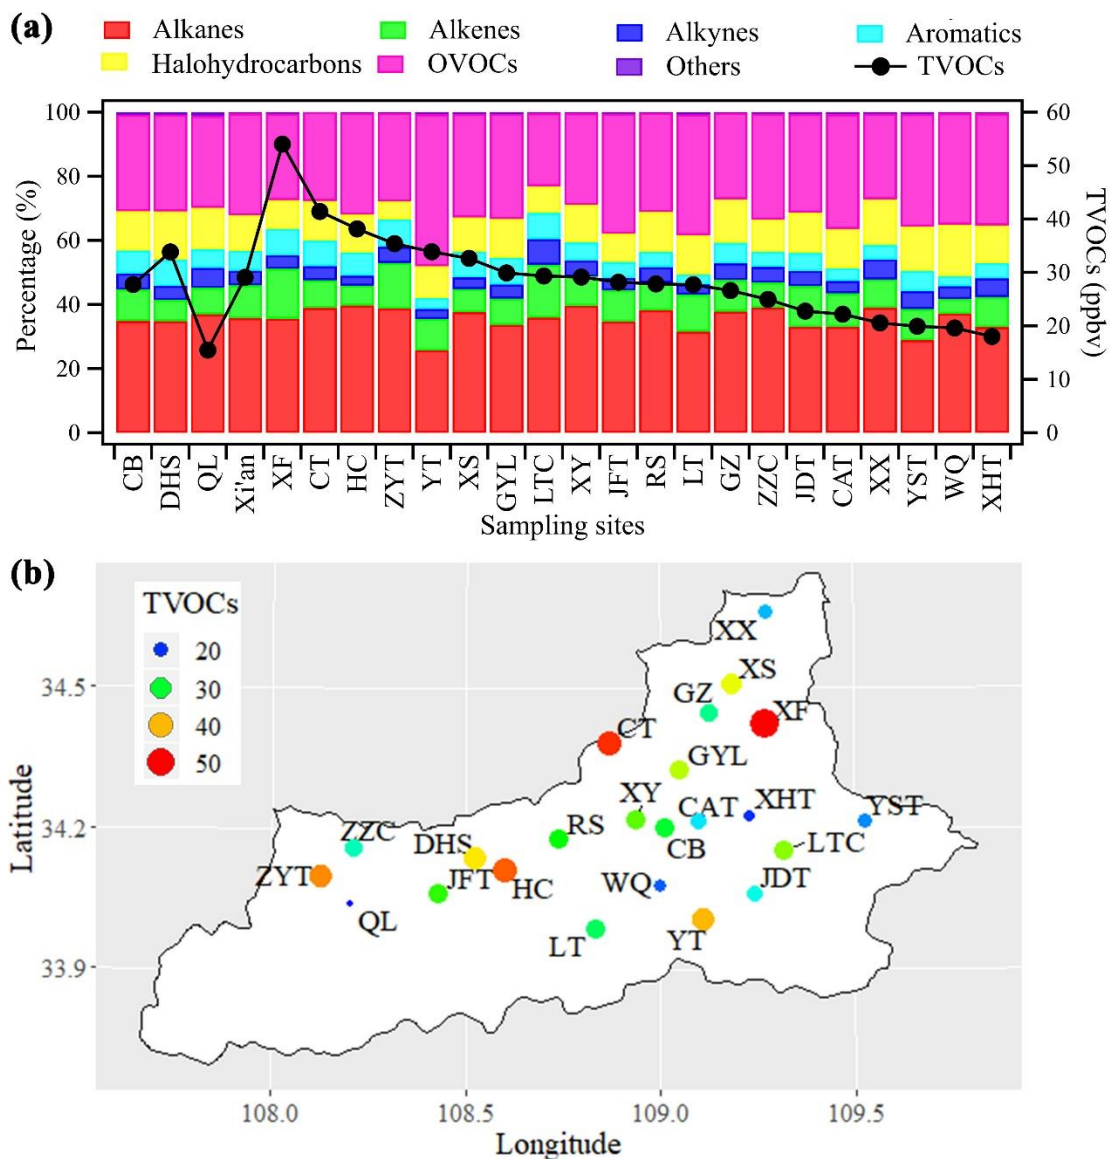 (a)
Alkanes Alkenes Alkynes Aromatics
Halohydrocarbons OVOCs Others TVOCs
100 60
80 50
60 40
40 30
20 20
0 10
0
Percentage (%)
TVOCs (ppbv)
CB DHS QL Xi'an XF CT HC ZYT YT XS GYL LTC XY JFT RS LT GZ ZZC JDT CAT XX YST WQ XHT
Sampling sites
(b)
TVOCs
20
30
40
50
XX
XS
GZ
XF
CT
GYL
XY CAT XHT YST
RS
CB
ZZC DHS LTC
ZYT JFT HC WQ JDT
QL
LT YT
34.5
34.2
33.9
Latitude
108.0 108.5 109.0 109.5
Longitude